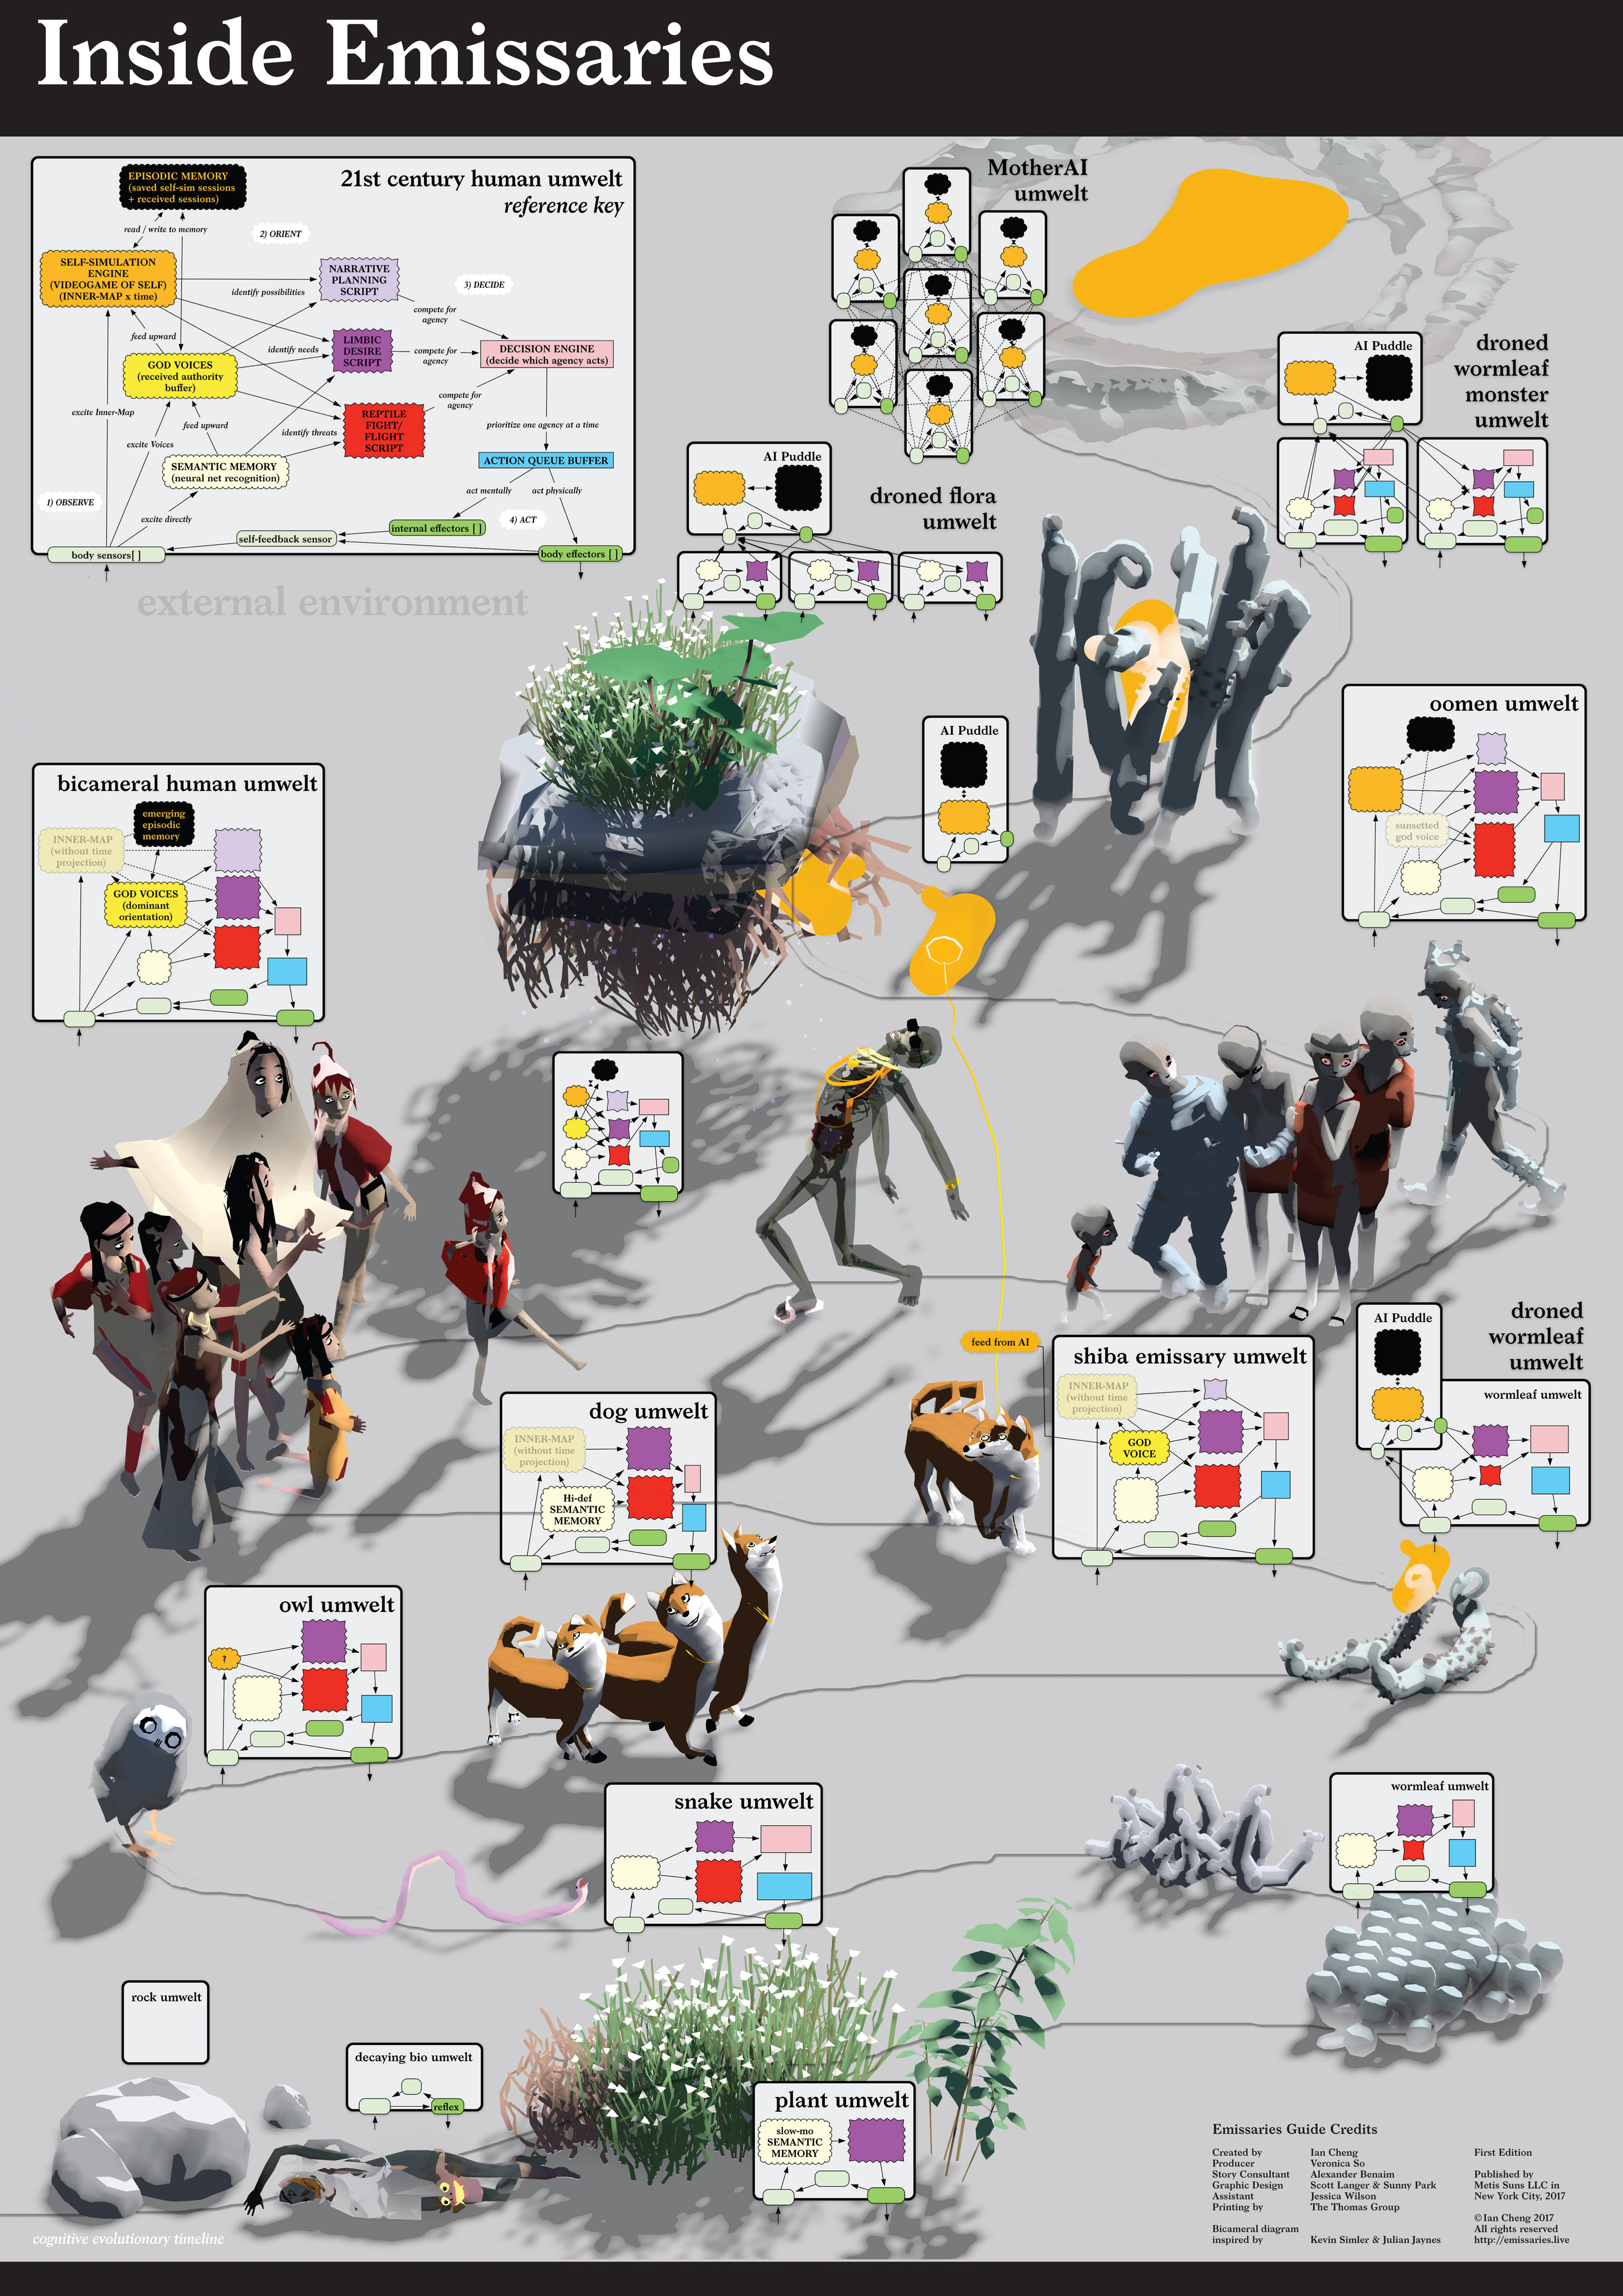 Inside Emissaries
21st century human umwelt
reference key
EPISODIC MEMORY
(saved self-sim sessions
+ received sessions)
read / write to memory
2) ORIENT
SELF-SIMULATION
ENGINE
(VIDEOGAME OF SELF)
(INNER-MAP x time)
NARRATIVE
PLANNING
SCRIPT
identify possibilities
3) DECIDE
compete for
agency
feed upward
identify needs
LIMBIC
DESIRE
SCRIPT
compete for
agency
DECISION ENGINE
(decide which agency acts)
GOD VOICES
(received authority
buffer)
compete for
agency
excite Inner-Map
REPTILE
FIGHT/
FLIGHT
SCRIPT
feed upward
identify threats
prioritize one agency at a time
excite Voices
SEMANTIC MEMORY
(neural net recognition)
ACTION QUEUE BUFFER
act mentally
act physically
1) OBSERVE
excite directly
4) ACT
internal effectors [ ]
self-feedback sensor
body sensors[ ]
body effectors [ ]
external environment
MotherAI
umwelt
AI Puddle
droned
wormleaf
monster
umwelt
AI Puddle
droned flora
umwelt
oomen umwelt
sunsetted
god voice
AI Puddle
bicameral human umwelt
emerging
episodic
memory
INNER-MAP
(without time
projection)
GOD VOICES
(dominant
orientation)
feed from AI
shiba emissary umwelt
INNER-MAP
(without time
projection)
GOD
VOICE
AI Puddle
droned
wormleaf
umwelt
wormleaf umwelt
dog umwelt
INNER-MAP
(without time
projection)
Hi-def
SEMANTIC
MEMORY
owl umwelt
?
snake umwelt
wormleaf umwelt
rock umwelt
decaying bio umwelt
reflex
plant umwelt
slow-mo
SEMANTIC
MEMORY
cognitive evolutionary timeline
Emissaries Guide Credits
Created by Ian Cheng
Producer Veronica So
Story Consultant Alexander Benaim
Graphic Design Scott Langer & Sunny Park
Assistant Jessica Wilson
Printing by The Thomas Group
Bicameral diagram
inspired by Kevin Simler & Julian Jaynes
First Edition
Published by
Metis Suns LLC in
New York City, 2017
© Ian Cheng 2017
All rights reserved
http://emissaries.live